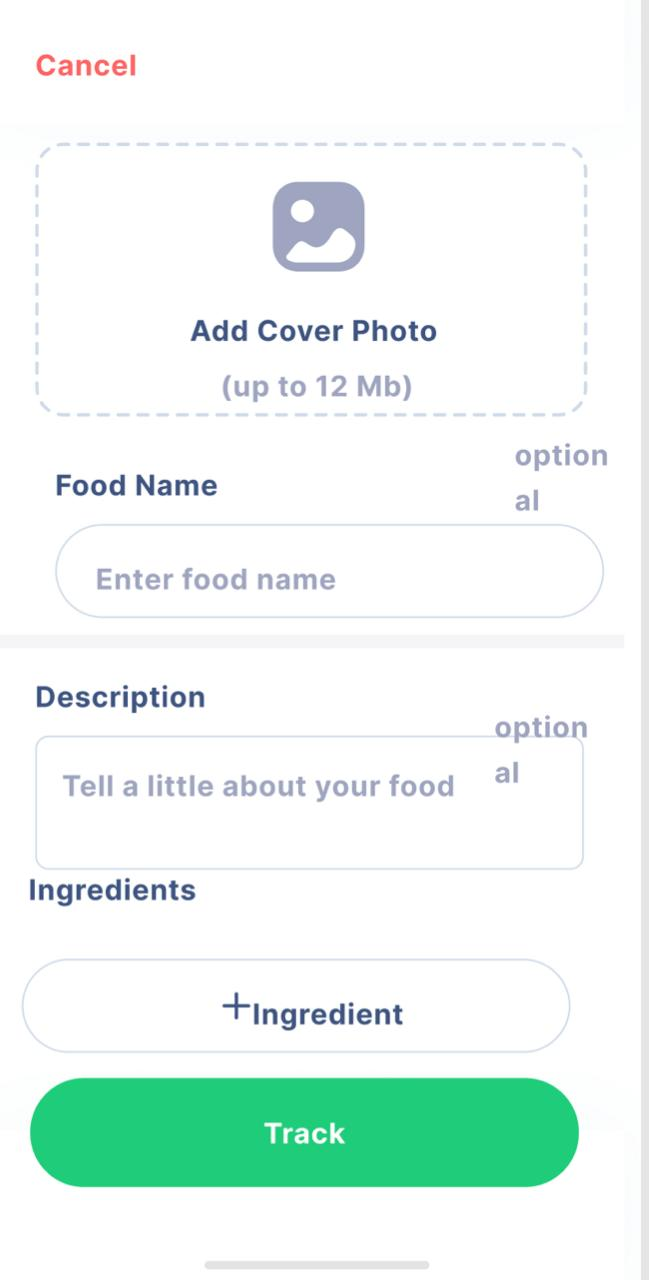 Cancel
Add Cover Photo
(up to 12 Mb)
Food Name
option
al
Enter food name
Description
option
al
Tell a little about your food
Ingredients
+Ingredient
Track